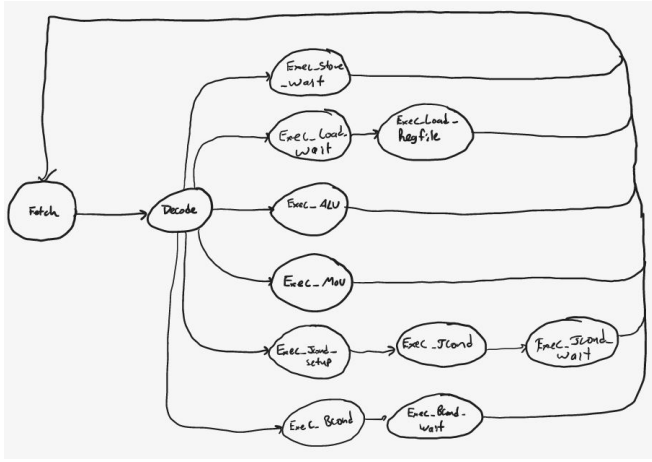 Exec_Store
_wait
Exec_Load_
wait
Exec_Load_
Regfile
Fetch
Decode
Exec_ALU
Exec_Mov
Exec_Jcond_
setup
Exec_Jcond
Exec_Jcond_
wait
Exec_Bcond
Exec_Bcond_
wait